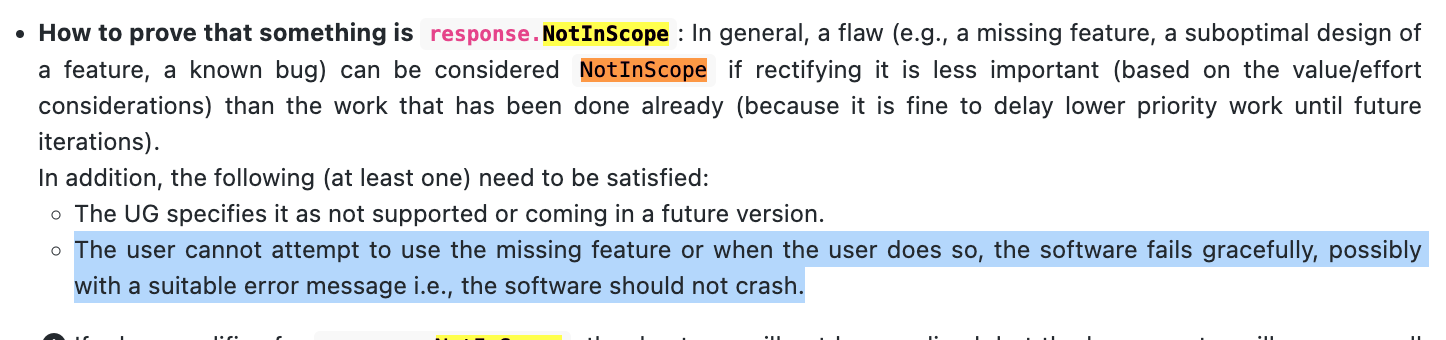 How to prove that something is response.NotInScope : In general, a flaw (e.g., a missing feature, a suboptimal design of
a feature, a known bug) can be considered NotInScope if rectifying it is less important (based on the value/effort
considerations) than the work that has been done already (because it is fine to delay lower priority work until future
iterations).
In addition, the following (at least one) need to be satisfied:
The UG specifies it as not supported or coming in a future version.
The user cannot attempt to use the missing feature or when the user does so, the software fails gracefully, possibly
with a suitable error message i.e., the software should not crash.